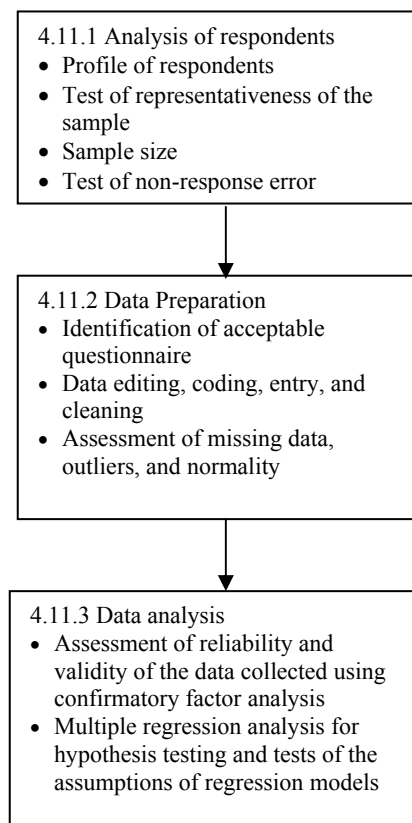 4.11.1 Analysis of respondents
• Profile of respondents
• Test of representativeness of the
sample
• Sample size
• Test of non-response error
4.11.2 Data Preparation
• Identification of acceptable
questionnaire
• Data editing, coding, entry, and
cleaning
• Assessment of missing data,
outliers, and normality
4.11.3 Data analysis
• Assessment of reliability and
validity of the data collected using
confirmatory factor analysis
• Multiple regression analysis for
hypothesis testing and tests of the
assumptions of regression models